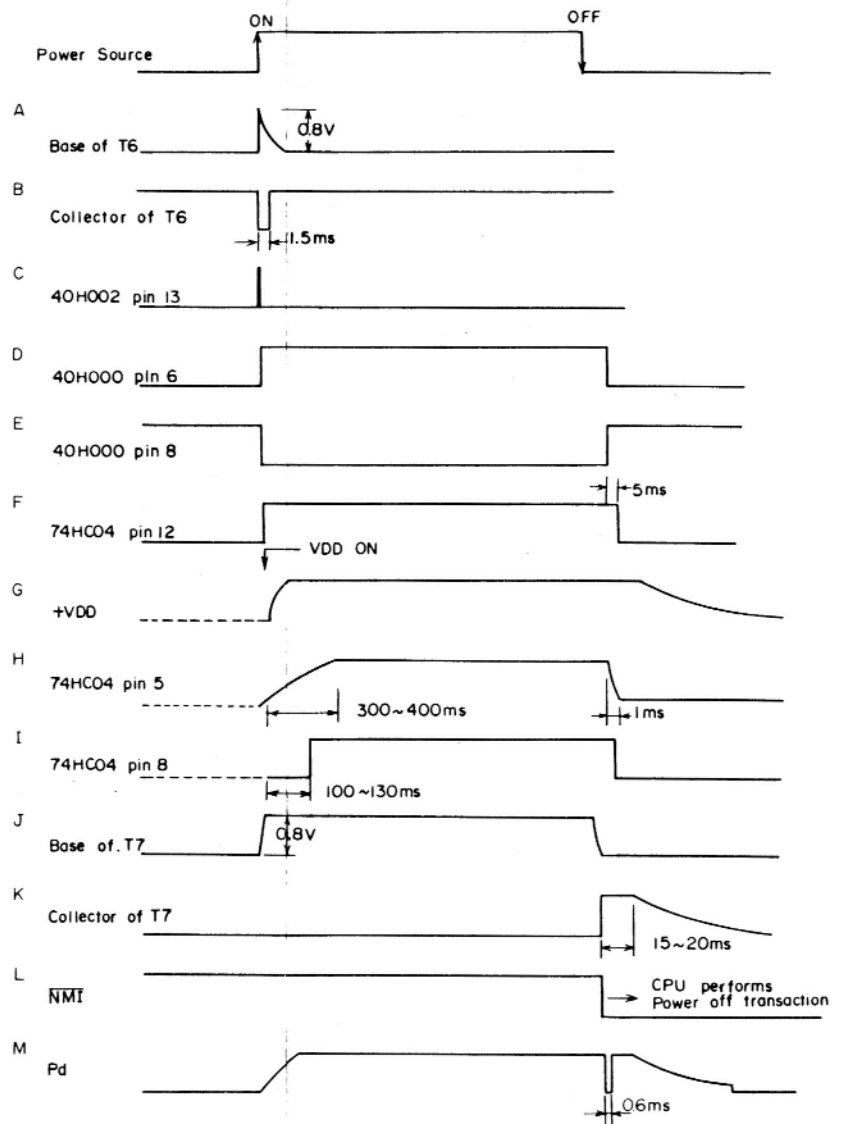 ON
OFF
Power Source
A
0.8V
Base of T6
B
Collector of T6
1.5ms
C
40H002 pin 13
D
40H000 pin 6
E
40H000 pin 8
5ms
F
74HC04 pin 12
VDD ON
G
+VDD
H
74HC04 pin 5
300~400ms
1ms
I
74HC04 pin 8
100~130ms
J
0.8V
Base of T7
K
Collector of T7
15~20ms
L
NMI
CPU performs
Power off transaction
M
Pd
0.6ms